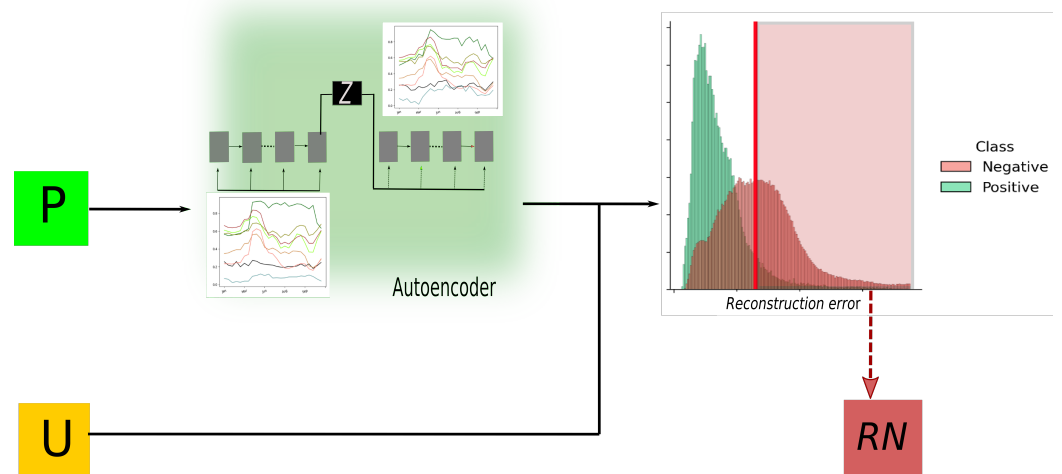 Z
P
Autoencoder
Class
Negative
Positive
Reconstruction error
U
RN